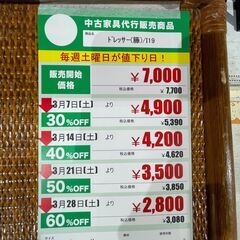 中古家具代行販売商品
商品名
ドレッサー(籐)/119
毎週土曜日が値下り日!
販売開始
価格
¥7,000
税込価格
¥7,700
3月7日(土) より
30%OFF
¥4,900
税込価格
¥5,390
3月14日(土) より
40%OFF
¥4,200
税込価格
¥4,620
3月21日(土) より
50%OFF
¥3,500
税込価格
¥3,850
3月28日(土) より
60%OFF
¥2,800
税込価格
¥3,080